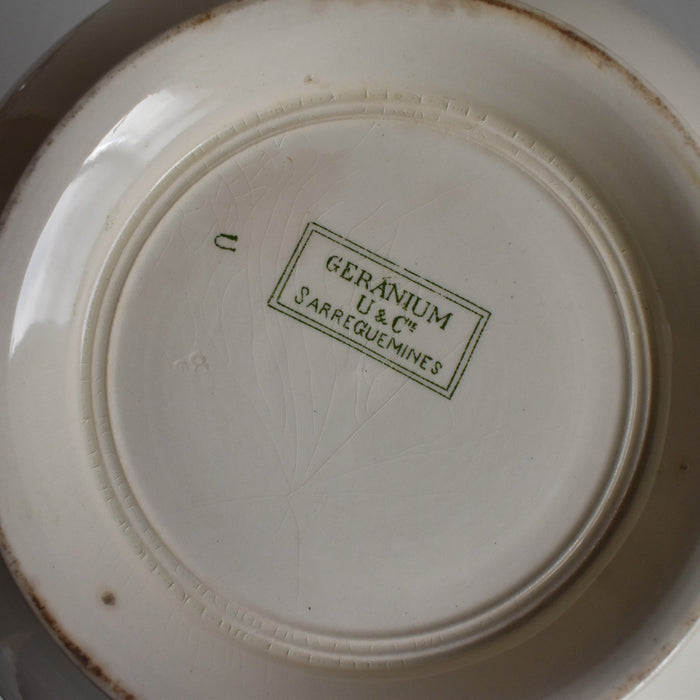 GERANIUM
U & Cie
SARREGUEMINES
U